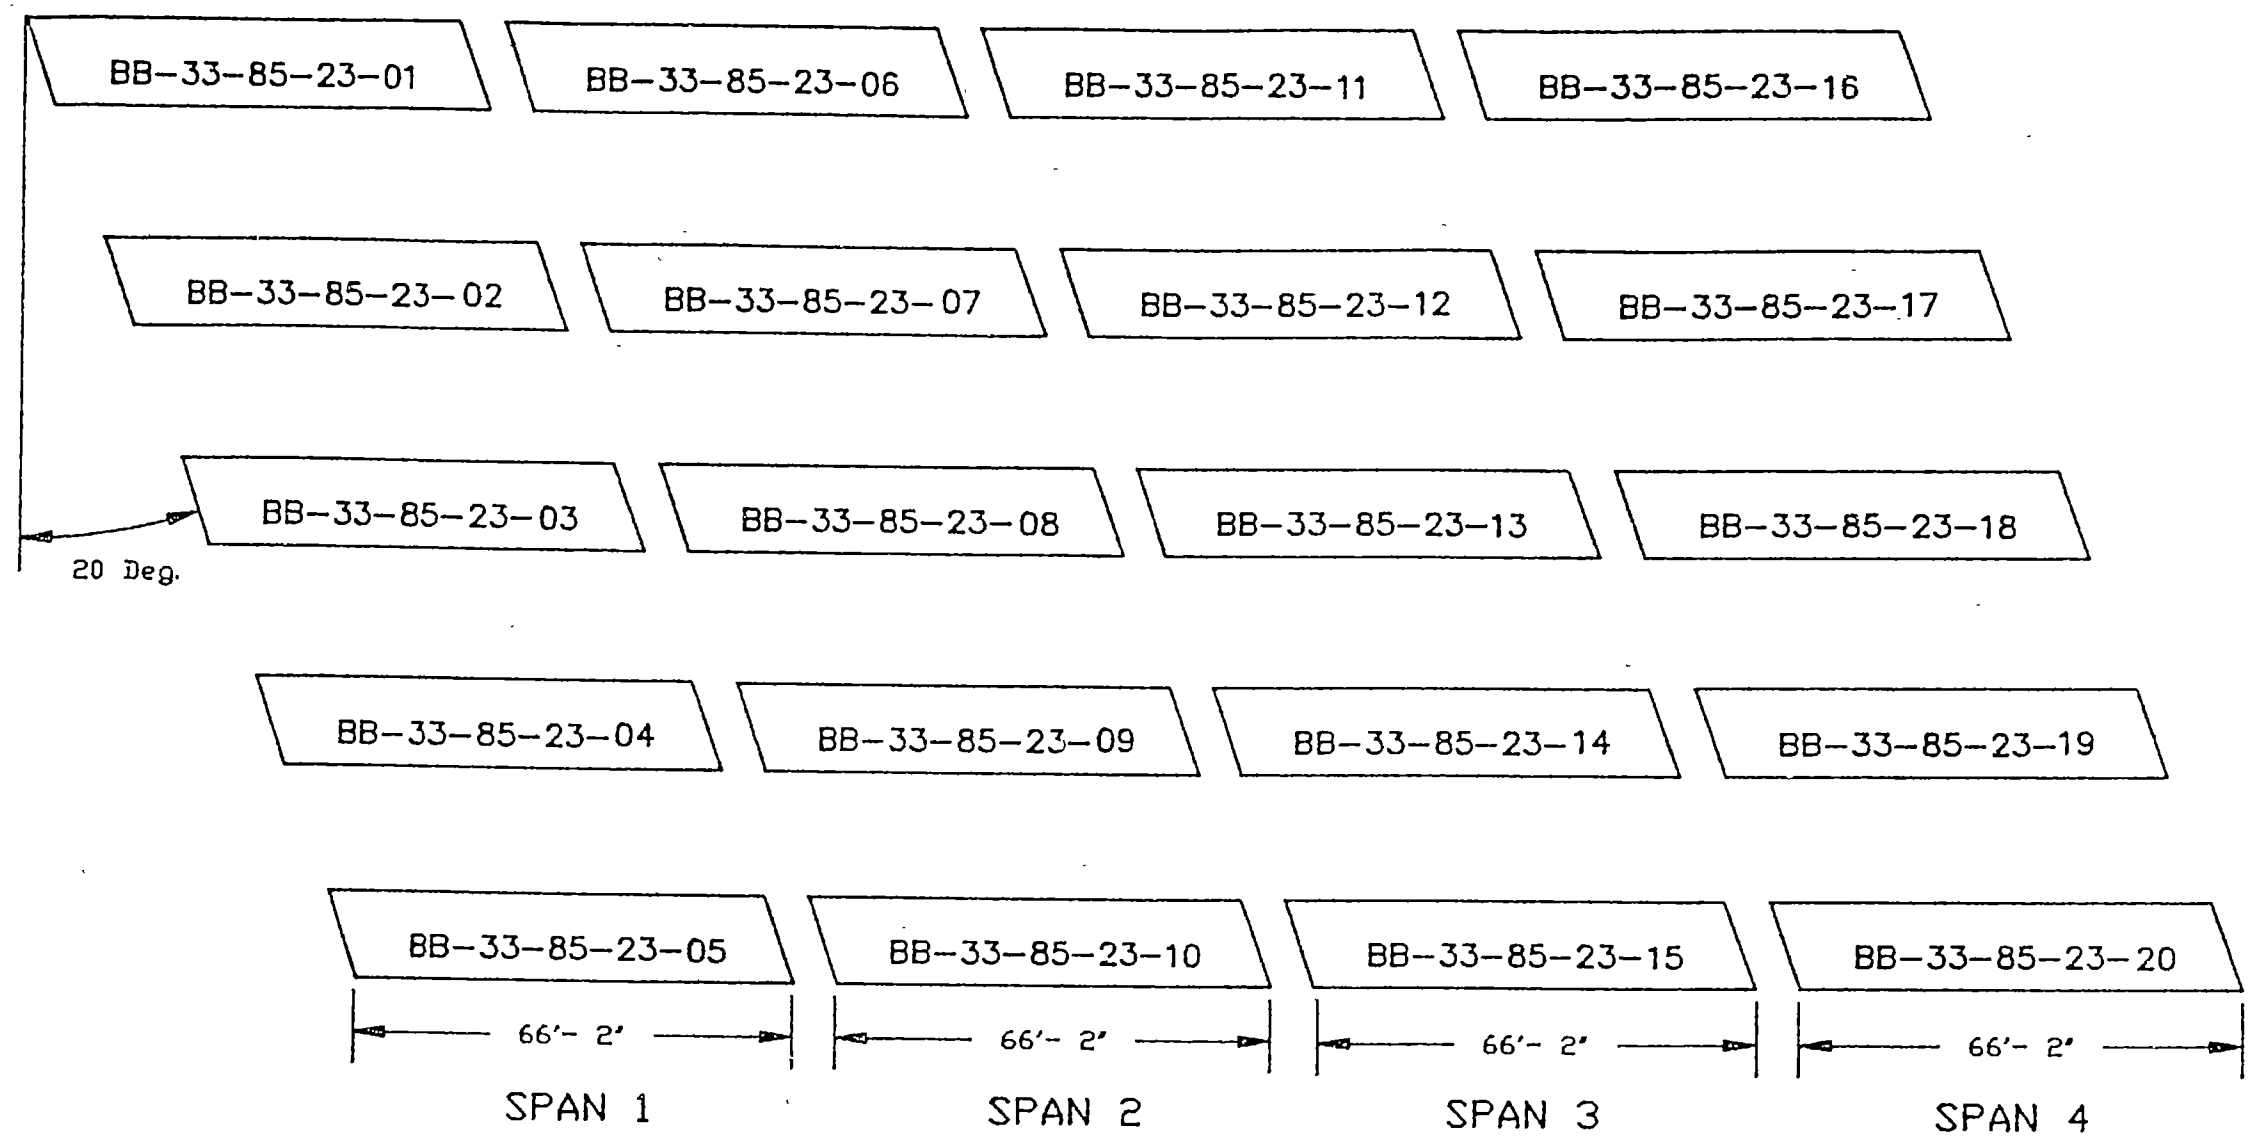 BB-33-85-23-01 BB-33-85-23-06 BB-33-85-23-11 BB-33-85-23-16
BB-33-85-23-02 BB-33-85-23-07 BB-33-85-23-12 BB-33-85-23-17
BB-33-85-23-03 BB-33-85-23-08 BB-33-85-23-13 BB-33-85-23-18
20 Deg.
BB-33-85-23-04 BB-33-85-23-09 BB-33-85-23-14 BB-33-85-23-19
BB-33-85-23-05 BB-33-85-23-10 BB-33-85-23-15 BB-33-85-23-20
66'- 2" 66'- 2" 66'- 2" 66'- 2"
SPAN 1 SPAN 2 SPAN 3 SPAN 4